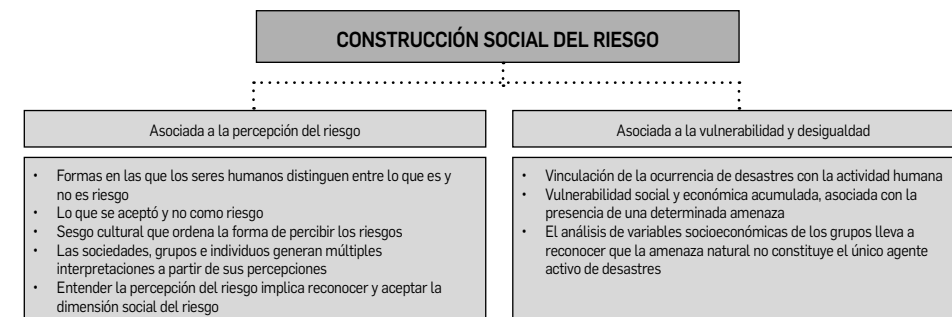 CONSTRUCCIÓN SOCIAL DEL RIESGO
Asociada a la percepción del riesgo
• Formas en las que los seres humanos distinguen entre lo que es y
no es riesgo
• Lo que se aceptó y no como riesgo
• Sesgo cultural que ordena la forma de percibir los riesgos
• Las sociedades, grupos e individuos generan múltiples
interpretaciones a partir de sus percepciones
• Entender la percepción del riesgo implica reconocer y aceptar la
dimensión social del riesgo
Asociada a la vulnerabilidad y desigualdad
• Vinculación de la ocurrencia de desastres con la actividad humana
• Vulnerabilidad social y económica acumulada, asociada con la
presencia de una determinada amenaza
• El análisis de variables socioeconómicas de los grupos lleva a
reconocer que la amenaza natural no constituye el único agente
activo de desastres